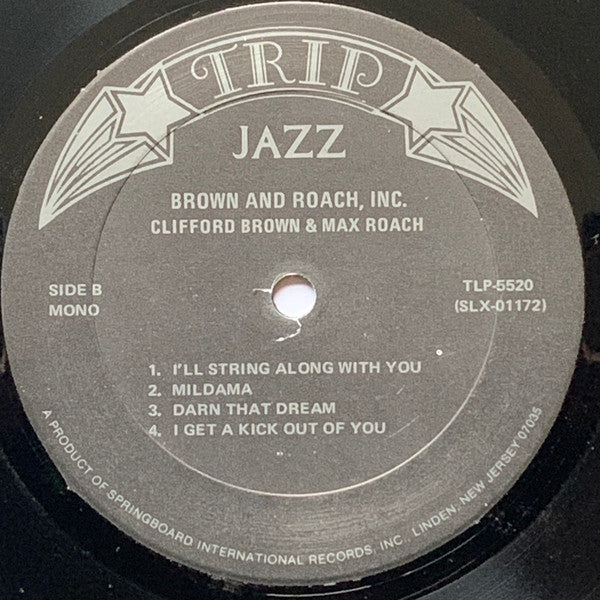 TRIP
JAZZ
BROWN AND ROACH, INC.
CLIFFORD BROWN & MAX ROACH
SIDE B
MONO
TLP-5520
(SLX-01172)
1. I'LL STRING ALONG WITH YOU
2. MILDAMA
3. DARN THAT DREAM
4. I GET A KICK OUT OF YOU
A PRODUCT OF SPRINGBOARD INTERNATIONAL RECORDS, INC. LINDEN, NEW JERSEY 07035